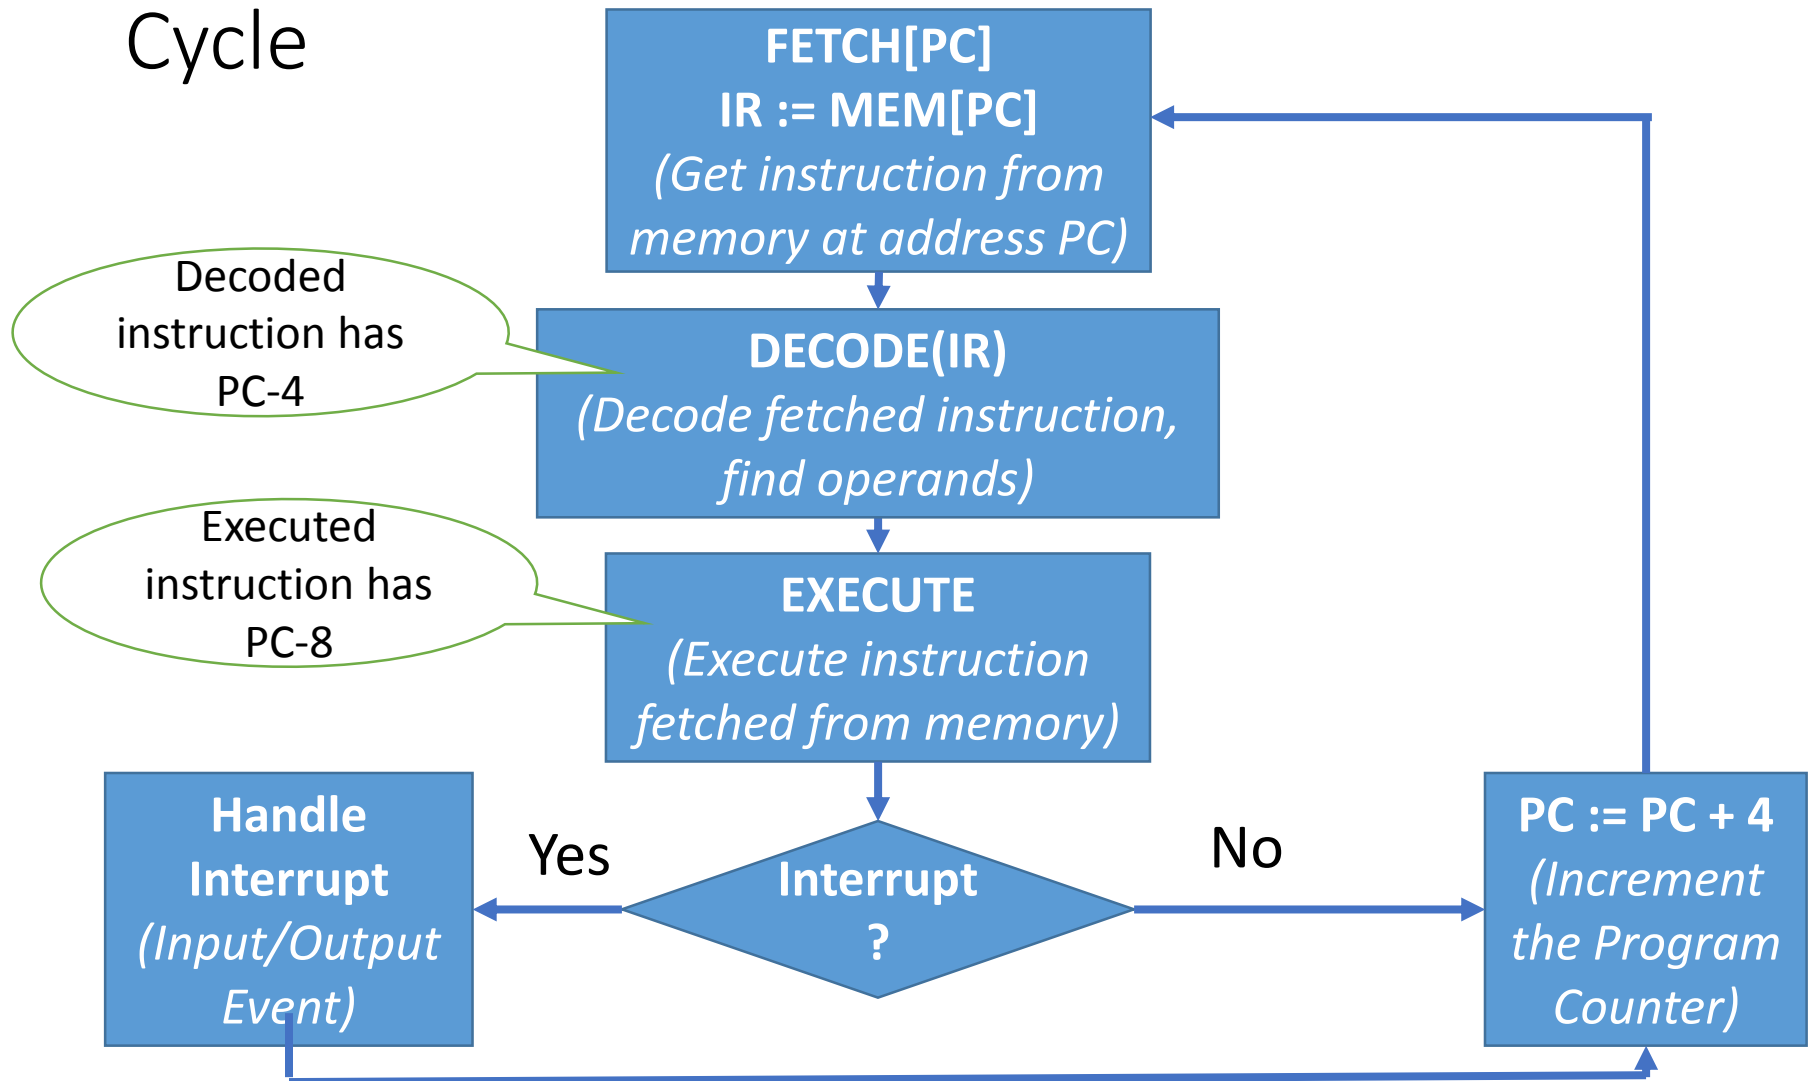 Cycle
FETCH[PC]
IR := MEM[PC]
(Get instruction from
memory at address PC)
Decoded
instruction has
PC-4
DECODE(IR)
(Decode fetched instruction,
find operands)
Executed
instruction has
PC-8
EXECUTE
(Execute instruction
fetched from memory)
Handle
Interrupt
(Input/Output
Event)
Yes
Interrupt
?
No
PC := PC + 4
(Increment
the Program
Counter)